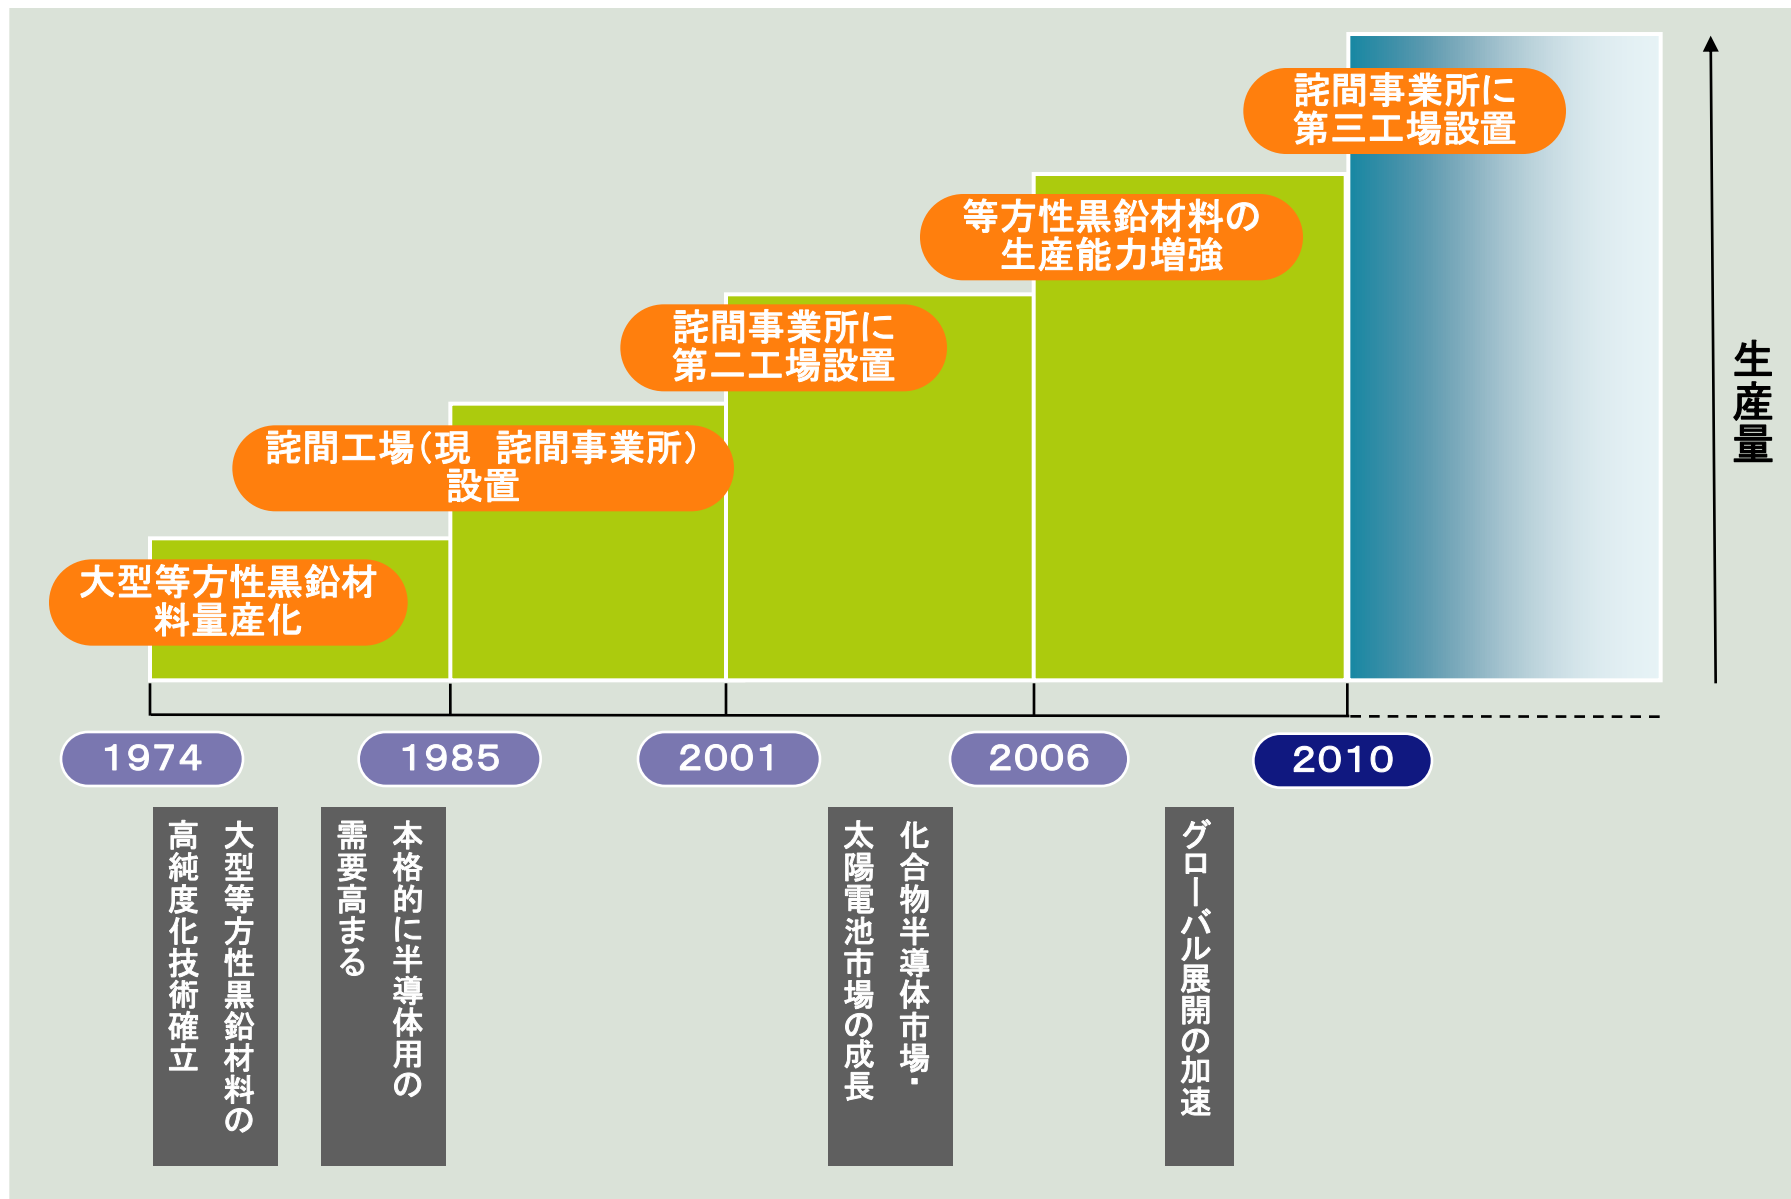 詫間事業所に
第三工場設置
等方性黒鉛材料の
生産能力増強
詫間事業所に
第二工場設置
詫間工場（現　詫間事業所）
設置
大型等方性黒鉛材
料量産化
生産量
1974
1985
2001
2006
2010
大型等方性黒鉛材料の
高純度化技術確立
本格的に半導体用の
需要高まる
化合物半導体市場・
太陽電池市場の成長
グローバル展開の加速